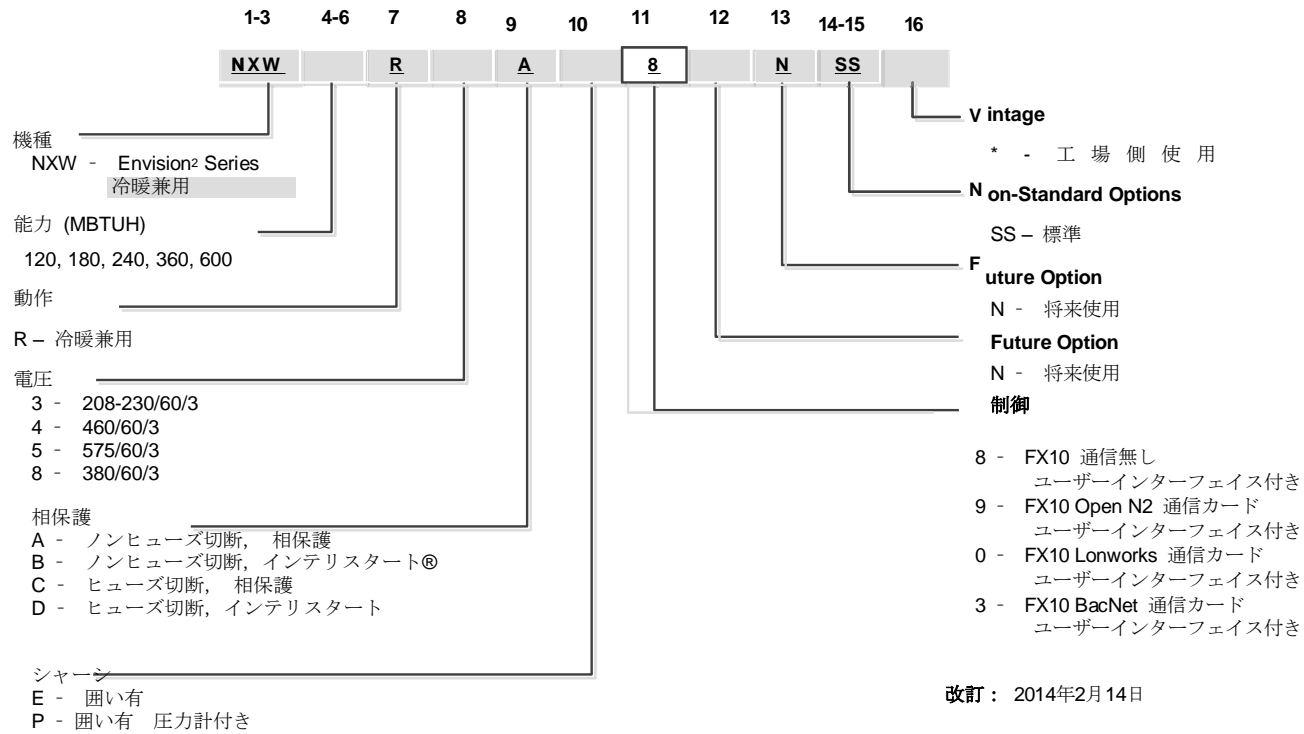 1-3 4-6 7 8 9 10 11 12 13 14-15 16
NXW R A 8 N SS
機種
NXW - Envision² Series
冷暖兼用
能力 (MBTUH)
120, 180, 240, 360, 600
動作
R – 冷暖兼用
電圧
3 - 208-230/60/3
4 - 460/60/3
5 - 575/60/3
8 - 380/60/3
相保護
A - ノンヒューズ切断, 相保護
B - ノンヒューズ切断, インテリスタート®
C - ヒューズ切断, 相保護
D - ヒューズ切断, インテリスタート
シャーシ
E - 囲い有
P - 囲い有 圧力計付き
V intage
* - 工 場 側 使 用
N on-Standard Options
SS – 標準
F uture Option
N - 将来使用
Future Option
N - 将来使用
制御
8 - FX10 通信無し
ユーザーインターフェイス付き
9 - FX10 Open N2 通信カード
ユーザーインターフェイス付き
0 - FX10 Lonworks 通信カード
ユーザーインターフェイス付き
3 - FX10 BacNet 通信カード
ユーザーインターフェイス付き
改訂： 2014年2月14日